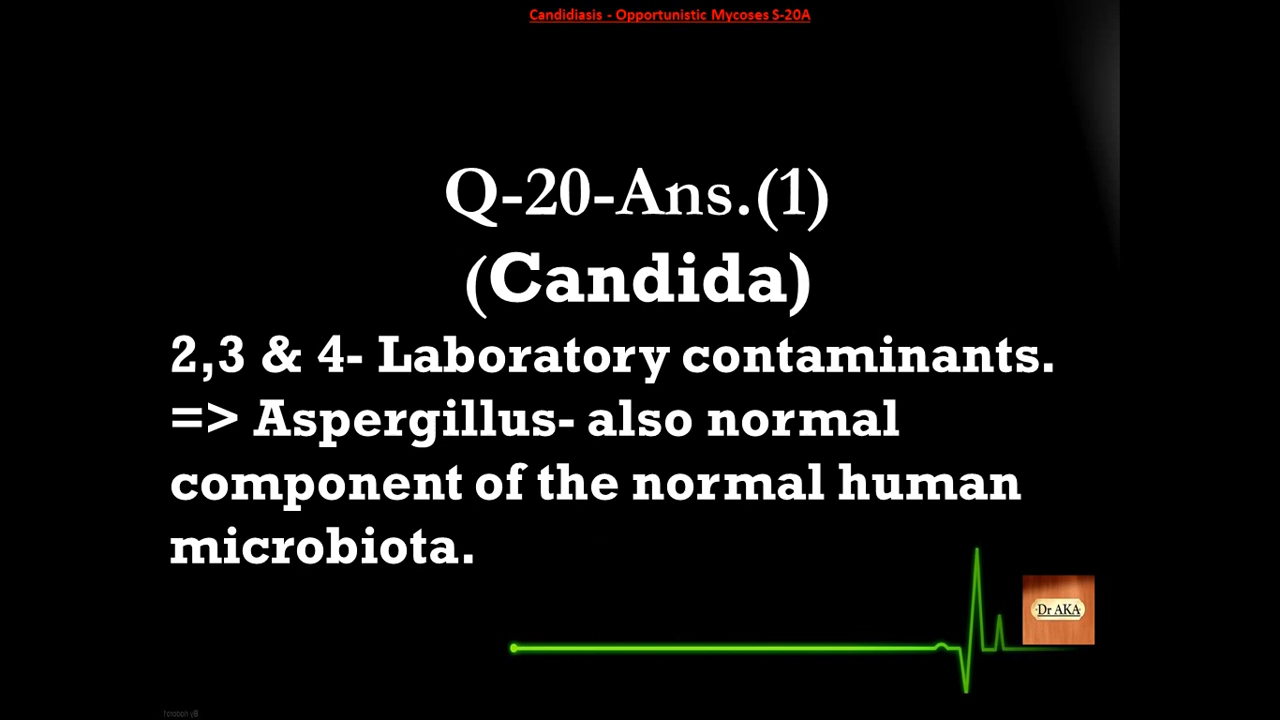 Candidiasis - Opportunistic Mycoses S-20A
Q-20-Ans.(1)
(Candida)
2,3 & 4- Laboratory contaminants.
=> Aspergillus- also normal
component of the normal human
microbiota.
Dr AKA